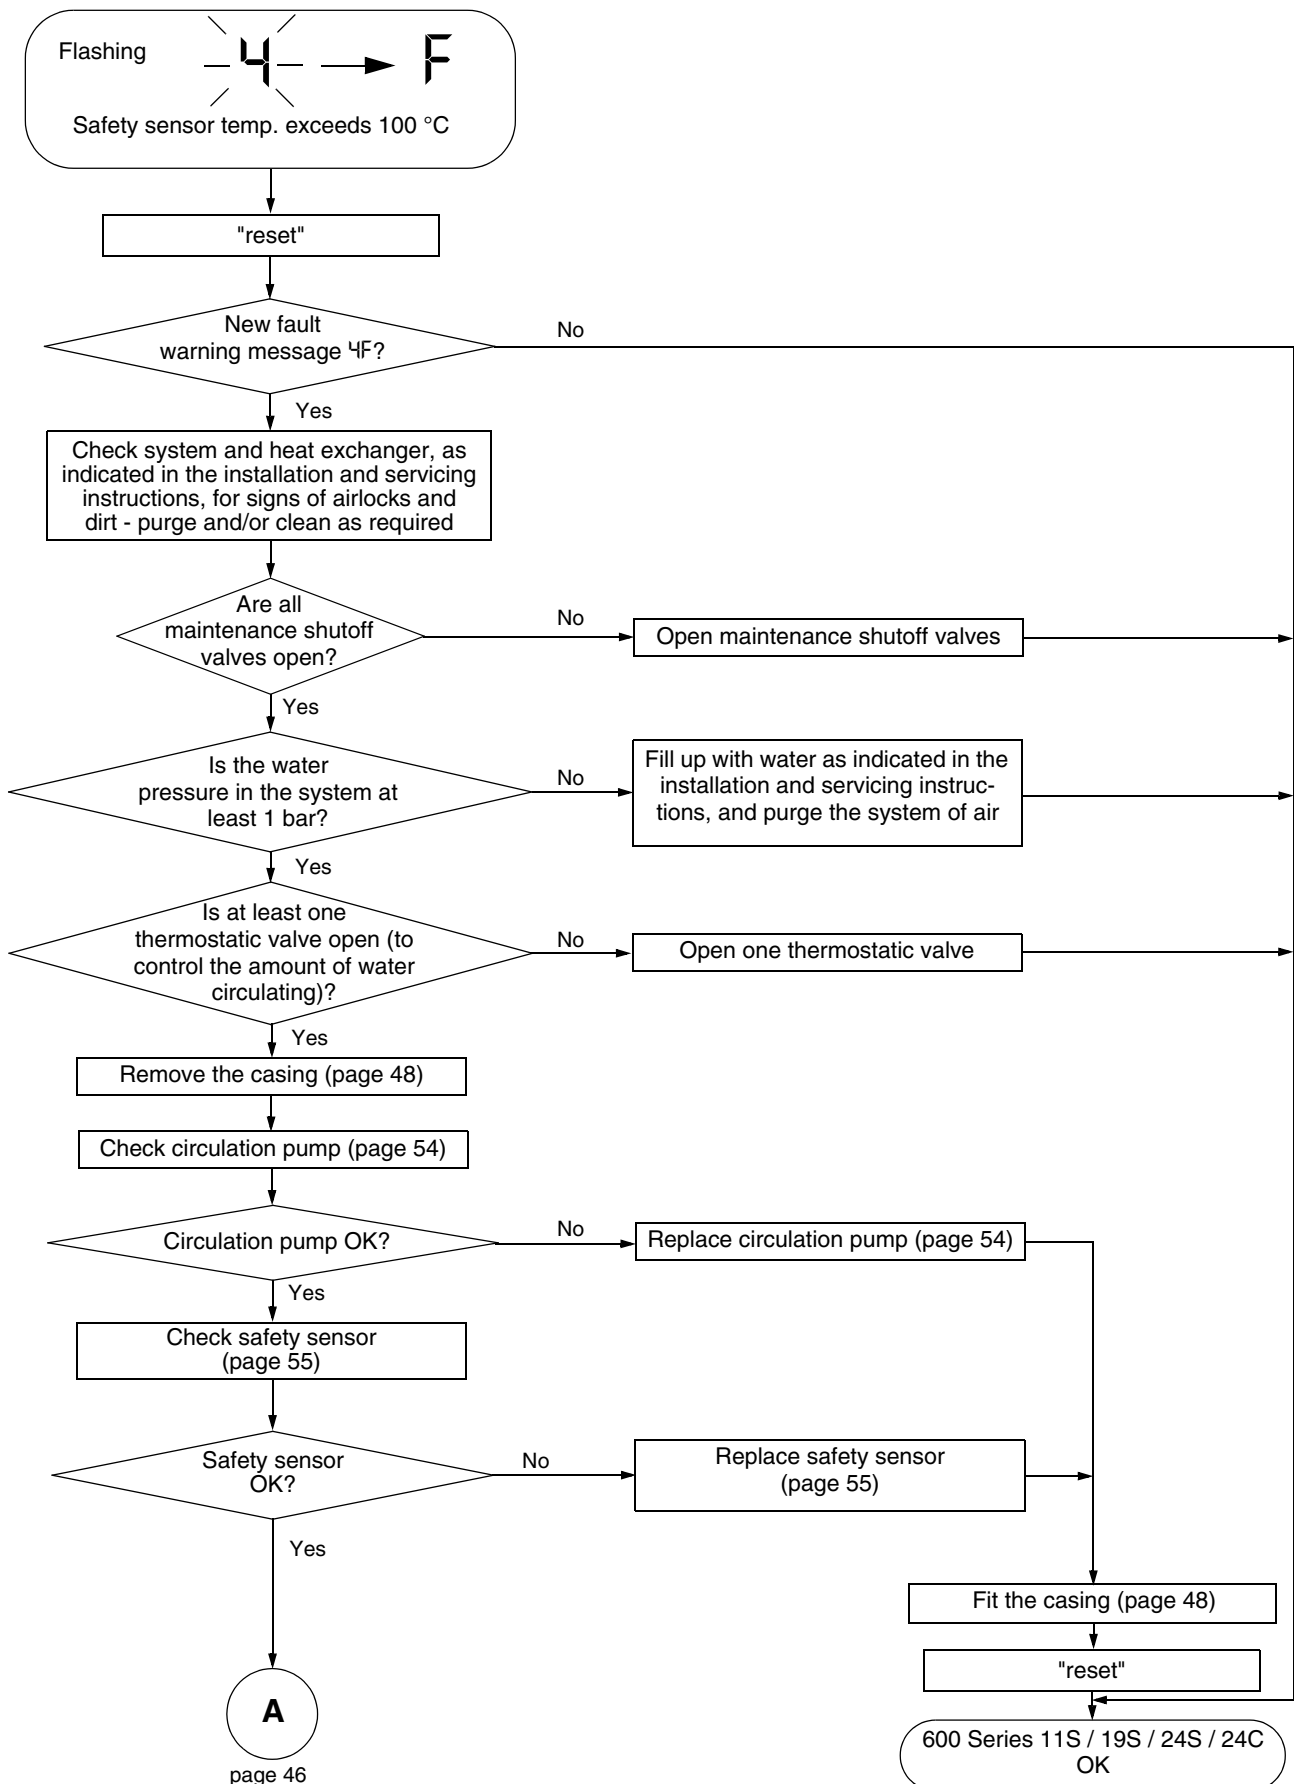 Flashing
4 F
Safety sensor temp. exceeds 100 °C
"reset"
New fault
warning message 4F?
No
Yes
Check system and heat exchanger, as
indicated in the installation and servicing
instructions, for signs of airlocks and
dirt - purge and/or clean as required
Are all
maintenance shutoff
valves open?
No
Open maintenance shutoff valves
Yes
Is the water
pressure in the system at
least 1 bar?
No
Fill up with water as indicated in the
installation and servicing instruc-
tions, and purge the system of air
Yes
Is at least one
thermostatic valve open (to
control the amount of water
circulating)?
No
Open one thermostatic valve
Yes
Remove the casing (page 48)
Check circulation pump (page 54)
Circulation pump OK?
No
Replace circulation pump (page 54)
Yes
Check safety sensor
(page 55)
Safety sensor
OK?
No
Replace safety sensor
(page 55)
Yes
Fit the casing (page 48)
"reset"
A
page 46
600 Series 11S / 19S / 24S / 24C
OK